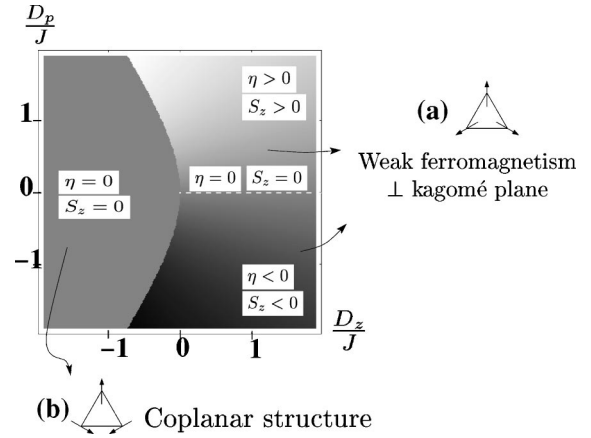 D_p/J
η > 0
S_z > 0
1
(a)
Weak ferromagnetism
⊥ kagomé plane
η = 0
S_z = 0
0
η = 0 S_z = 0
-1
η < 0
S_z < 0
D_z/J
-1 0 1
(b) Coplanar structure